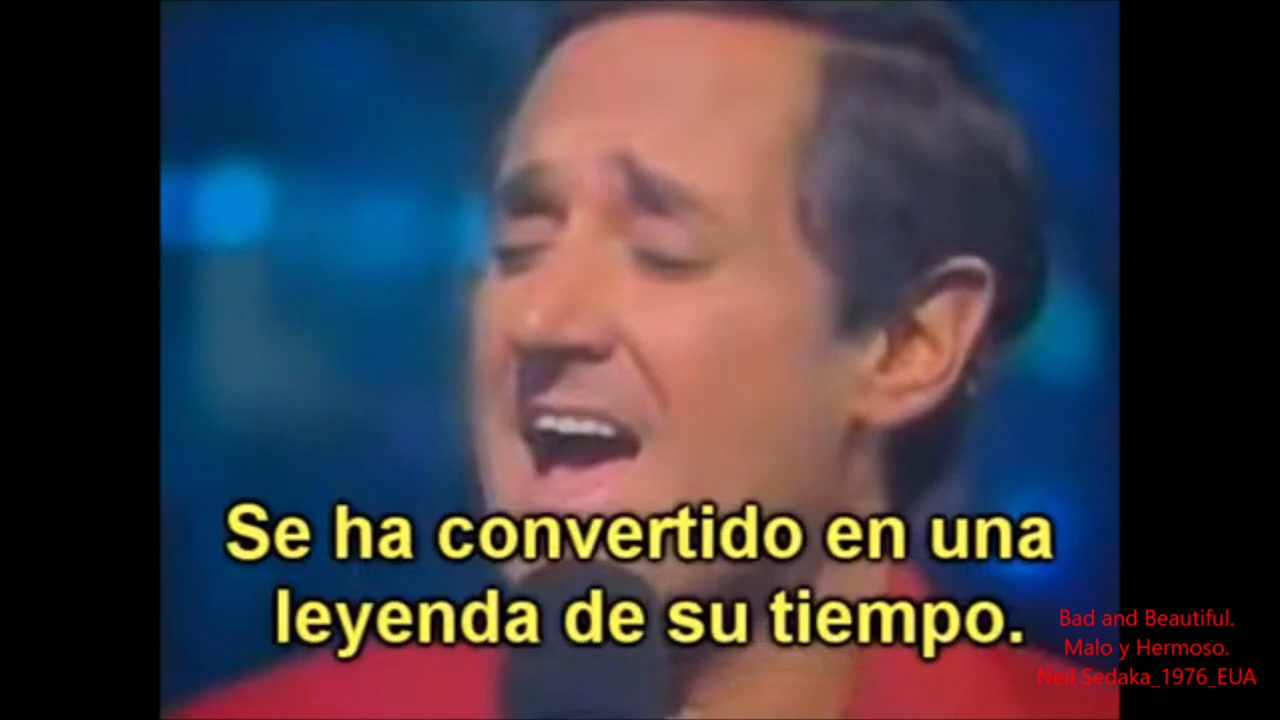 Se ha convertido en una
leyenda de su tiempo.
Bad and Beautiful.
Malo y Hermoso.
Neil Sedaka_1976_EUA